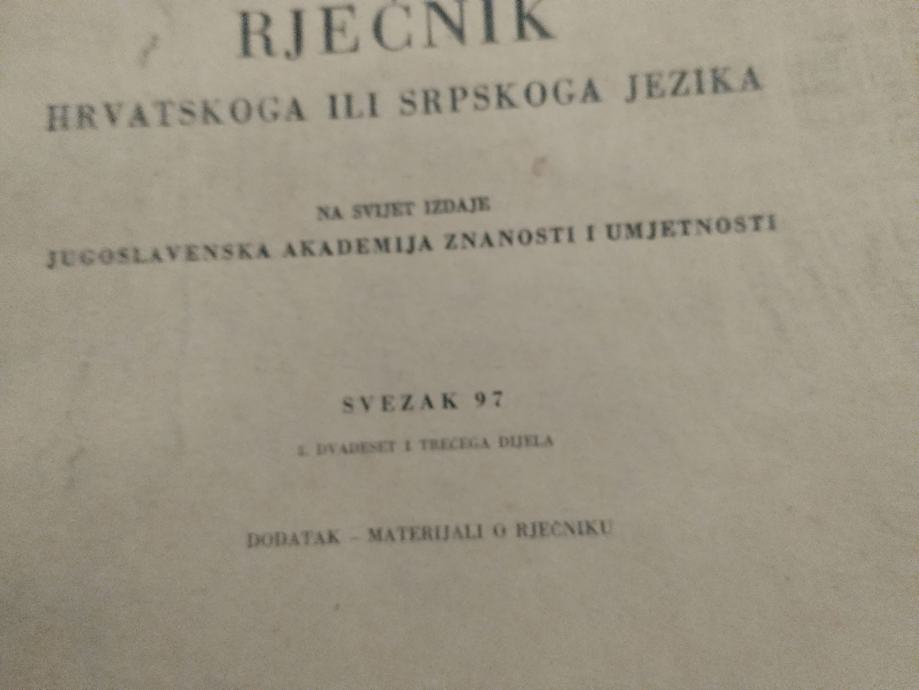 RJEČNIK
HRVATSKOGA ILI SRPSKOGA JEZIKA
NA SVIJET IZDAJE
JUGOSLAVENSKA AKADEMIJA ZNANOSTI I UMJETNOSTI
SVEZAK 97
DVADESET I TREĆEGA DIJELA
DODATAK – MATERIJALI O RJEČNIKU